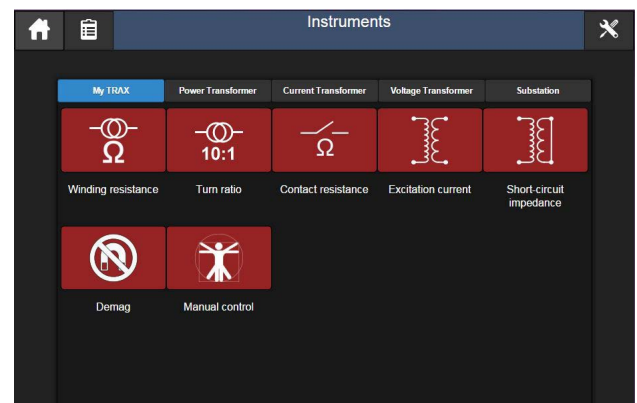 Instruments
My TRAX
Power Transformer
Current Transformer
Voltage Transformer
Substation
Ω
10:1
Ω
Winding resistance
Turn ratio
Contact resistance
Excitation current
Short-circuit
impedance
Demag
Manual control